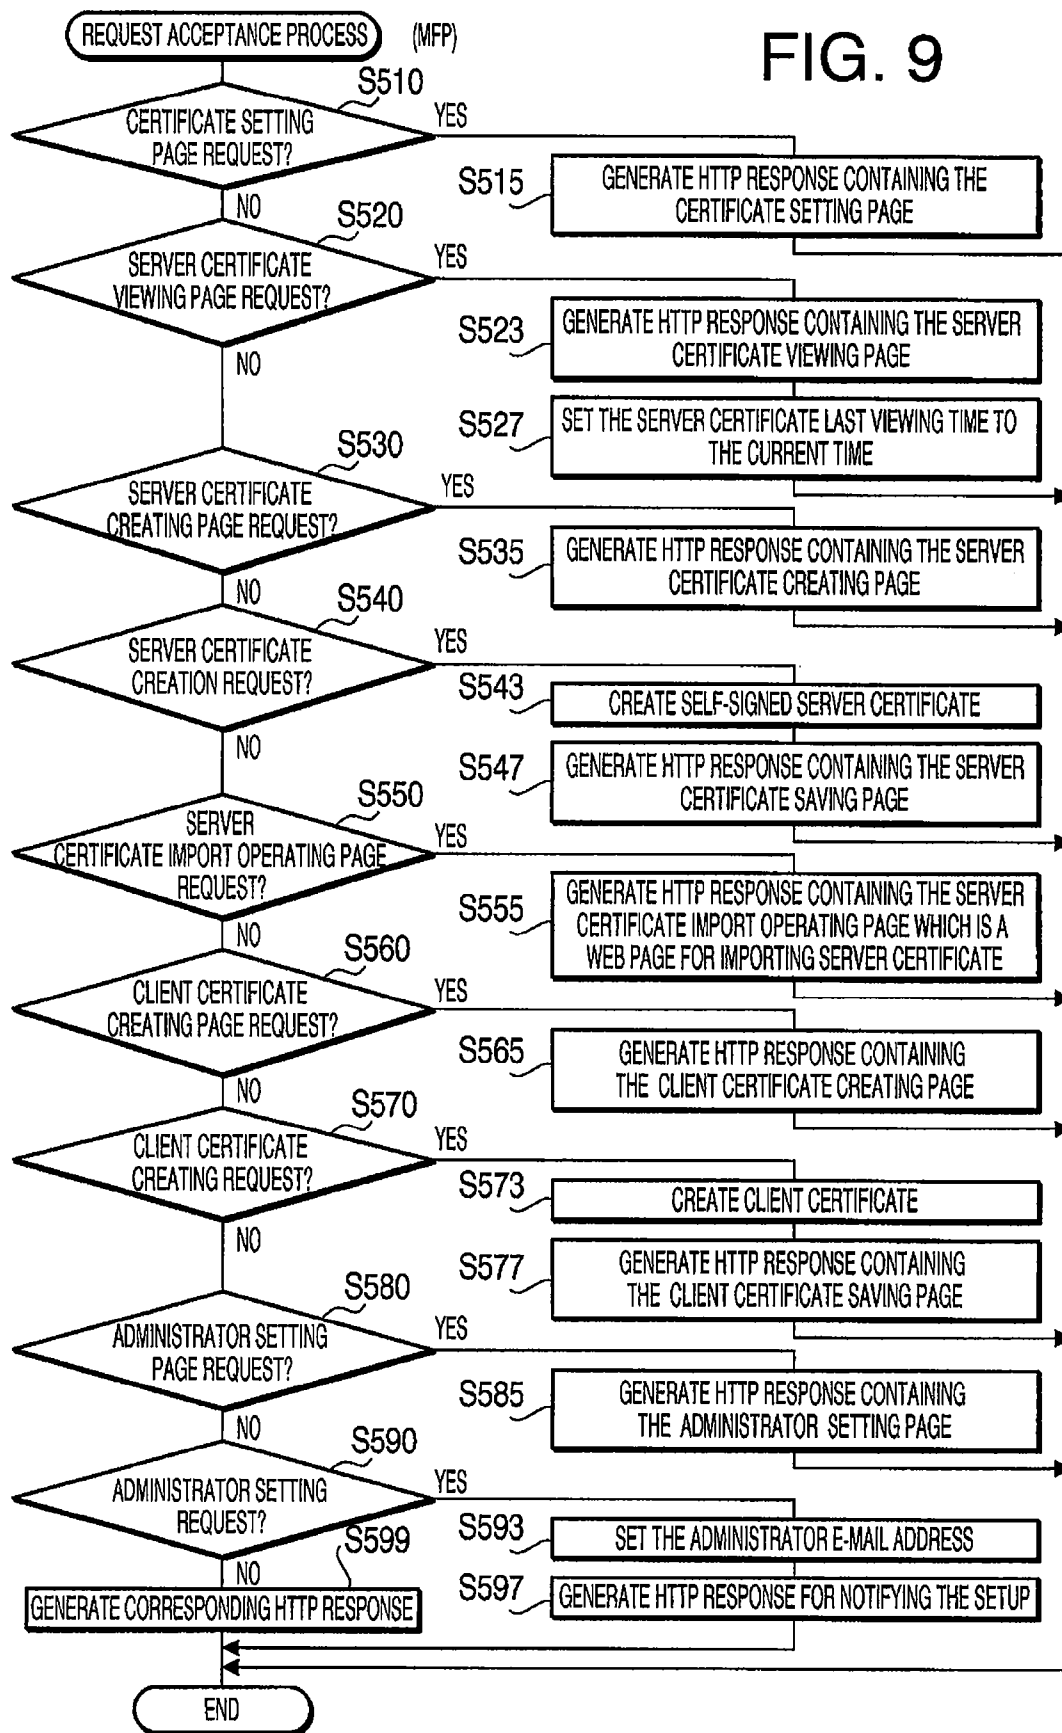 REQUEST ACCEPTANCE PROCESS
(MFP)
FIG. 9
S510
CERTIFICATE SETTING
PAGE REQUEST?
YES
NO
S515
GENERATE HTTP RESPONSE CONTAINING THE
CERTIFICATE SETTING PAGE
S520
SERVER CERTIFICATE
VIEWING PAGE REQUEST?
YES
NO
S523
GENERATE HTTP RESPONSE CONTAINING THE SERVER
CERTIFICATE VIEWING PAGE
S527
SET THE SERVER CERTIFICATE LAST VIEWING TIME TO
THE CURRENT TIME
S530
SERVER CERTIFICATE
CREATING PAGE REQUEST?
YES
NO
S535
GENERATE HTTP RESPONSE CONTAINING THE SERVER
CERTIFICATE CREATING PAGE
S540
SERVER CERTIFICATE
CREATION REQUEST?
YES
NO
S543
CREATE SELF-SIGNED SERVER CERTIFICATE
S547
GENERATE HTTP RESPONSE CONTAINING THE SERVER
CERTIFICATE SAVING PAGE
S550
SERVER
CERTIFICATE IMPORT OPERATING PAGE
REQUEST?
YES
NO
S555
GENERATE HTTP RESPONSE CONTAINING THE SERVER
CERTIFICATE IMPORT OPERATING PAGE WHICH IS A
WEB PAGE FOR IMPORTING SERVER CERTIFICATE
S560
CLIENT CERTIFICATE
CREATING PAGE REQUEST?
YES
NO
S565
GENERATE HTTP RESPONSE CONTAINING
THE CLIENT CERTIFICATE CREATING PAGE
S570
CLIENT CERTIFICATE
CREATING REQUEST?
YES
NO
S573
CREATE CLIENT CERTIFICATE
S577
GENERATE HTTP RESPONSE CONTAINING
THE CLIENT CERTIFICATE SAVING PAGE
S580
ADMINISTRATOR SETTING
PAGE REQUEST?
YES
NO
S585
GENERATE HTTP RESPONSE CONTAINING
THE ADMINISTRATOR SETTING PAGE
S590
ADMINISTRATOR SETTING
REQUEST?
YES
NO
S593
SET THE ADMINISTRATOR E-MAIL ADDRESS
S597
GENERATE HTTP RESPONSE FOR NOTIFYING THE SETUP
S599
GENERATE CORRESPONDING HTTP RESPONSE
END